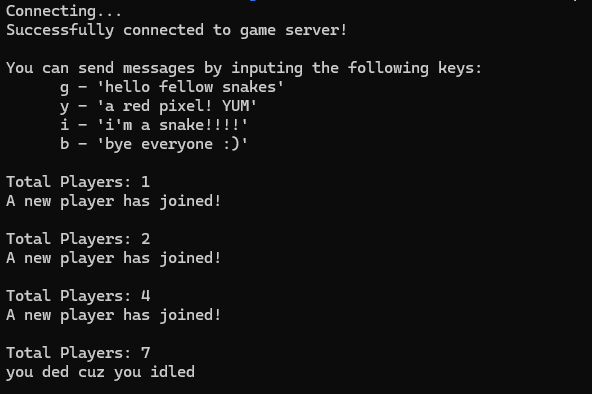 Connecting...
Successfully connected to game server!
You can send messages by inputing the following keys:
g - 'hello fellow snakes'
y - 'a red pixel! YUM'
i - 'i'm a snake!!!!'
b - 'bye everyone :)'
Total Players: 1
A new player has joined!
Total Players: 2
A new player has joined!
Total Players: 4
A new player has joined!
Total Players: 7
you ded cuz you idled